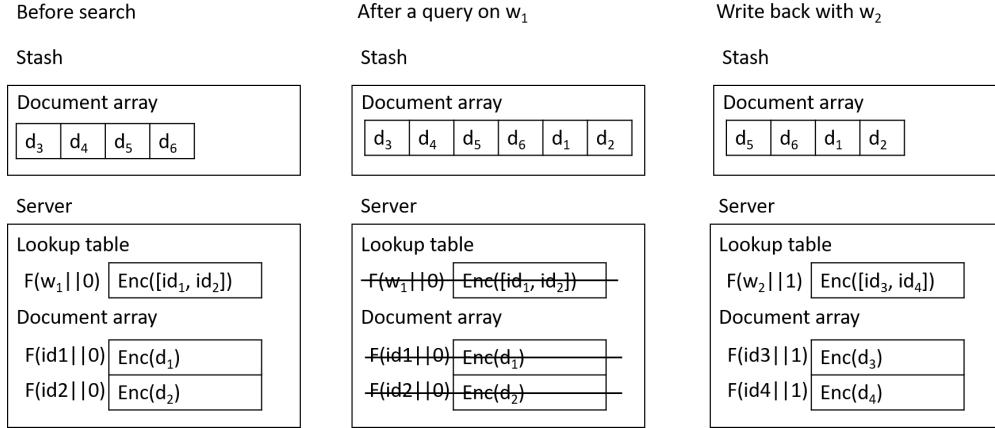 Before search
Stash
Document array
d₃ d₄ d₅ d₆
Server
Lookup table
F(w₁||0) Enc([id₁, id₂])
Document array
F(id1||0) Enc(d₁)
F(id2||0) Enc(d₂)
After a query on w₁
Stash
Document array
d₃ d₄ d₅ d₆ d₁ d₂
Server
Lookup table
F(w₁||0) Enc([id₁, id₂])
Document array
F(id1||0) Enc(d₁)
F(id2||0) Enc(d₂)
Write back with w₂
Stash
Document array
d₅ d₆ d₁ d₂
Server
Lookup table
F(w₂||1) Enc([id₃, id₄])
Document array
F(id3||1) Enc(d₃)
F(id4||1) Enc(d₄)